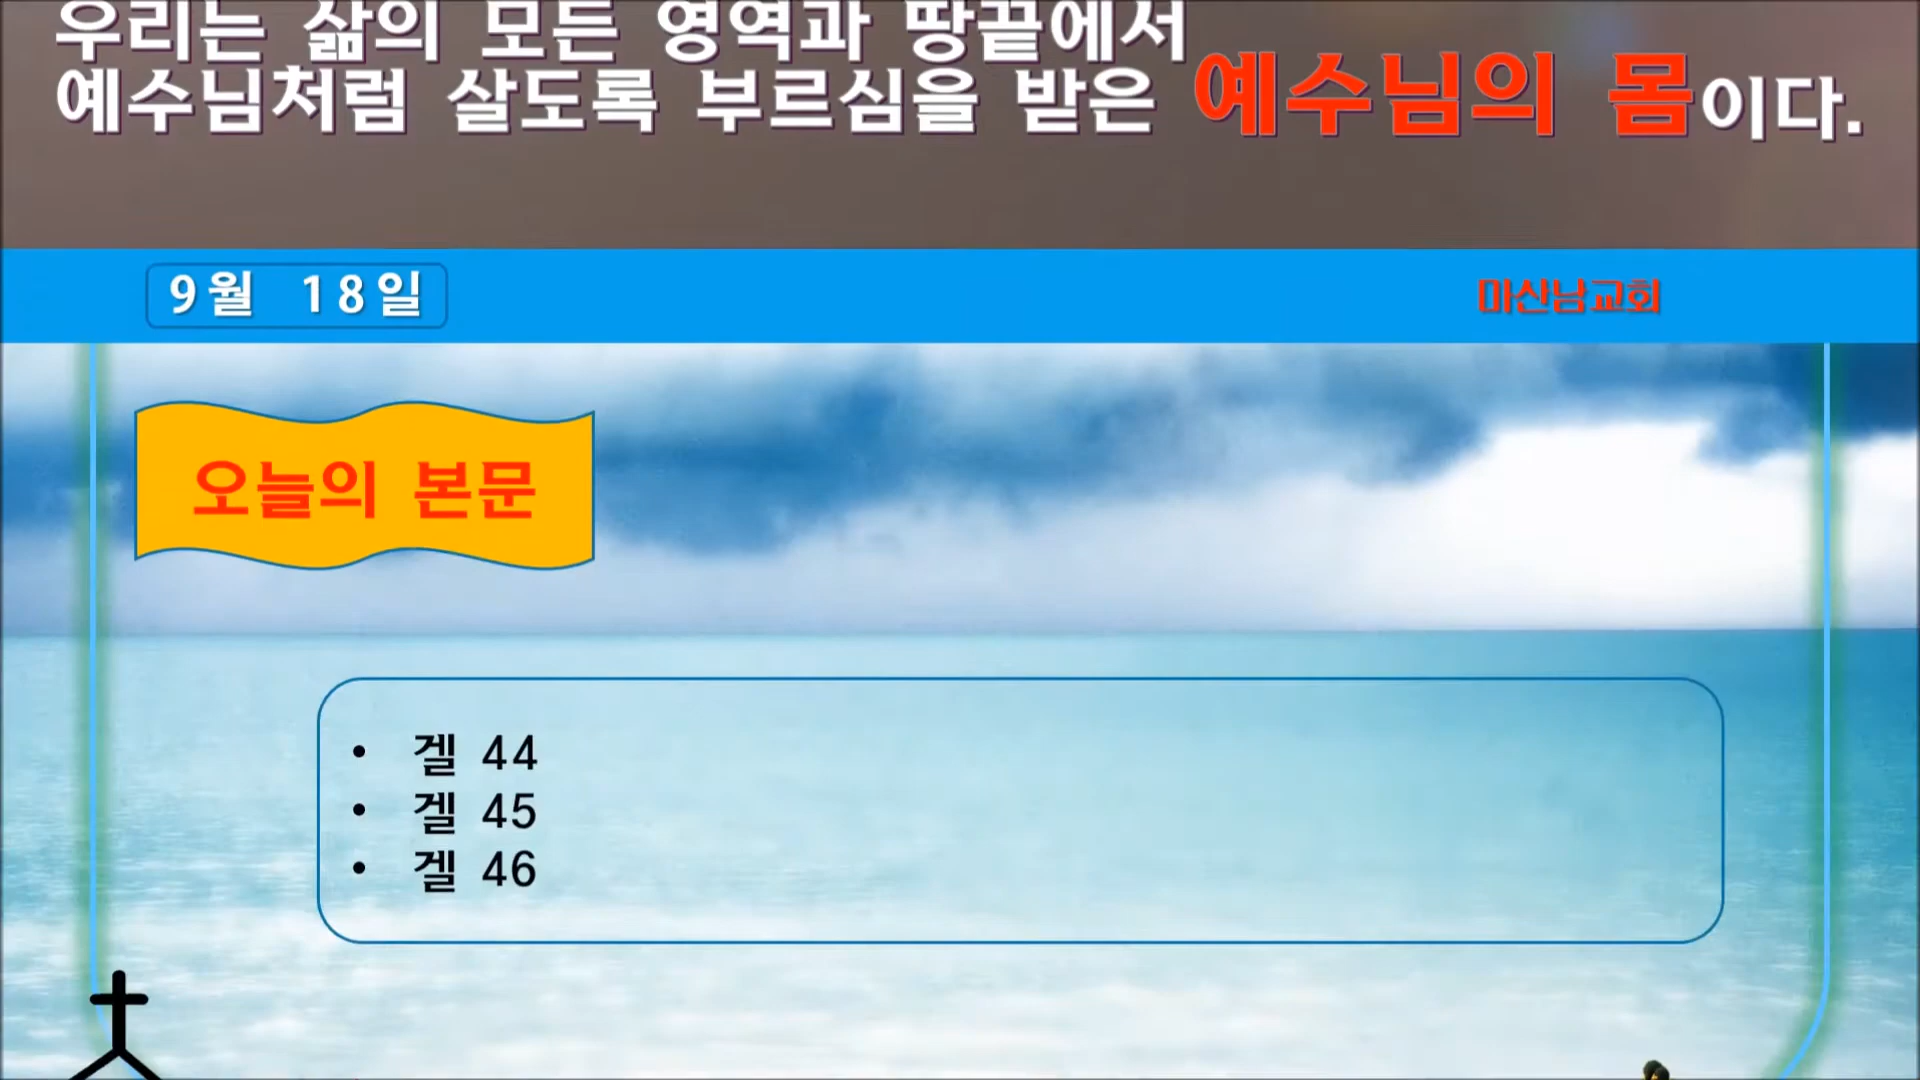 우리는 삶의 모든 영역과 땅끝에서
예수님처럼 살도록 부르심을 받은 예수님의 몸이다.
9월 18일
마산남교회
오늘의 본문
• 겔 44
• 겔 45
• 겔 46